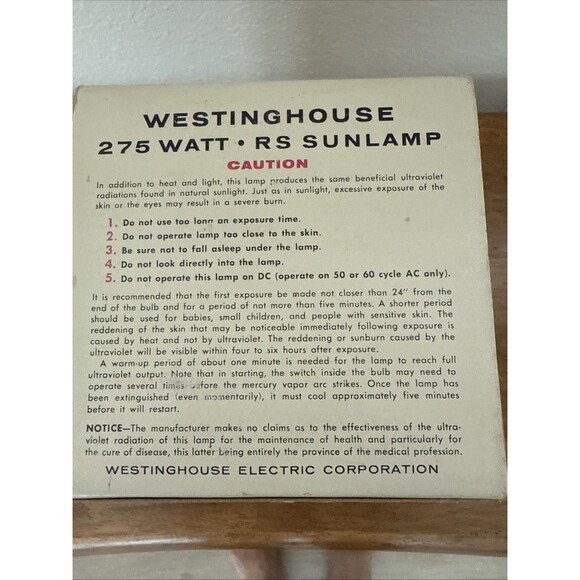 WESTINGHOUSE
275 WATT • RS SUNLAMP
CAUTION
In addition to heat and light, this lamp produces the same beneficial ultraviolet
radiations found in natural sunlight. Just as in sunlight, excessive exposure of the
skin or the eyes may result in a severe burn.
1. Do not use too long an exposure time.
2. Do not operate lamp too close to the skin.
3. Be sure not to fall asleep under the lamp.
4. Do not look directly into the lamp.
5. Do not operate this lamp on DC (operate on 50 or 60 cycle AC only).
It is recommended that the first exposure be made not closer than 24" from the
end of the bulb and for a period of not more than five minutes. A shorter period
should be used for babies, small children, and people with sensitive skin. The
reddening of the skin that may be noticeable immediately following exposure is
caused by heat and not by ultraviolet. The reddening or sunburn caused by the
ultraviolet will be visible within four to six hours after exposure.
A warm-up period of about one minute is needed for the lamp to reach full
ultraviolet output. Note that in starting, the switch inside the bulb may need to
operate several times before the mercury vapor arc strikes. Once the lamp has
been extinguished (even momentarily), it must cool approximately five minutes
before it will restart.
NOTICE—The manufacturer makes no claims as to the effectiveness of the ultra-
violet radiation of this lamp for the maintenance of health and particularly for
the cure of disease, this latter being entirely the province of the medical profession.
WESTINGHOUSE ELECTRIC CORPORATION